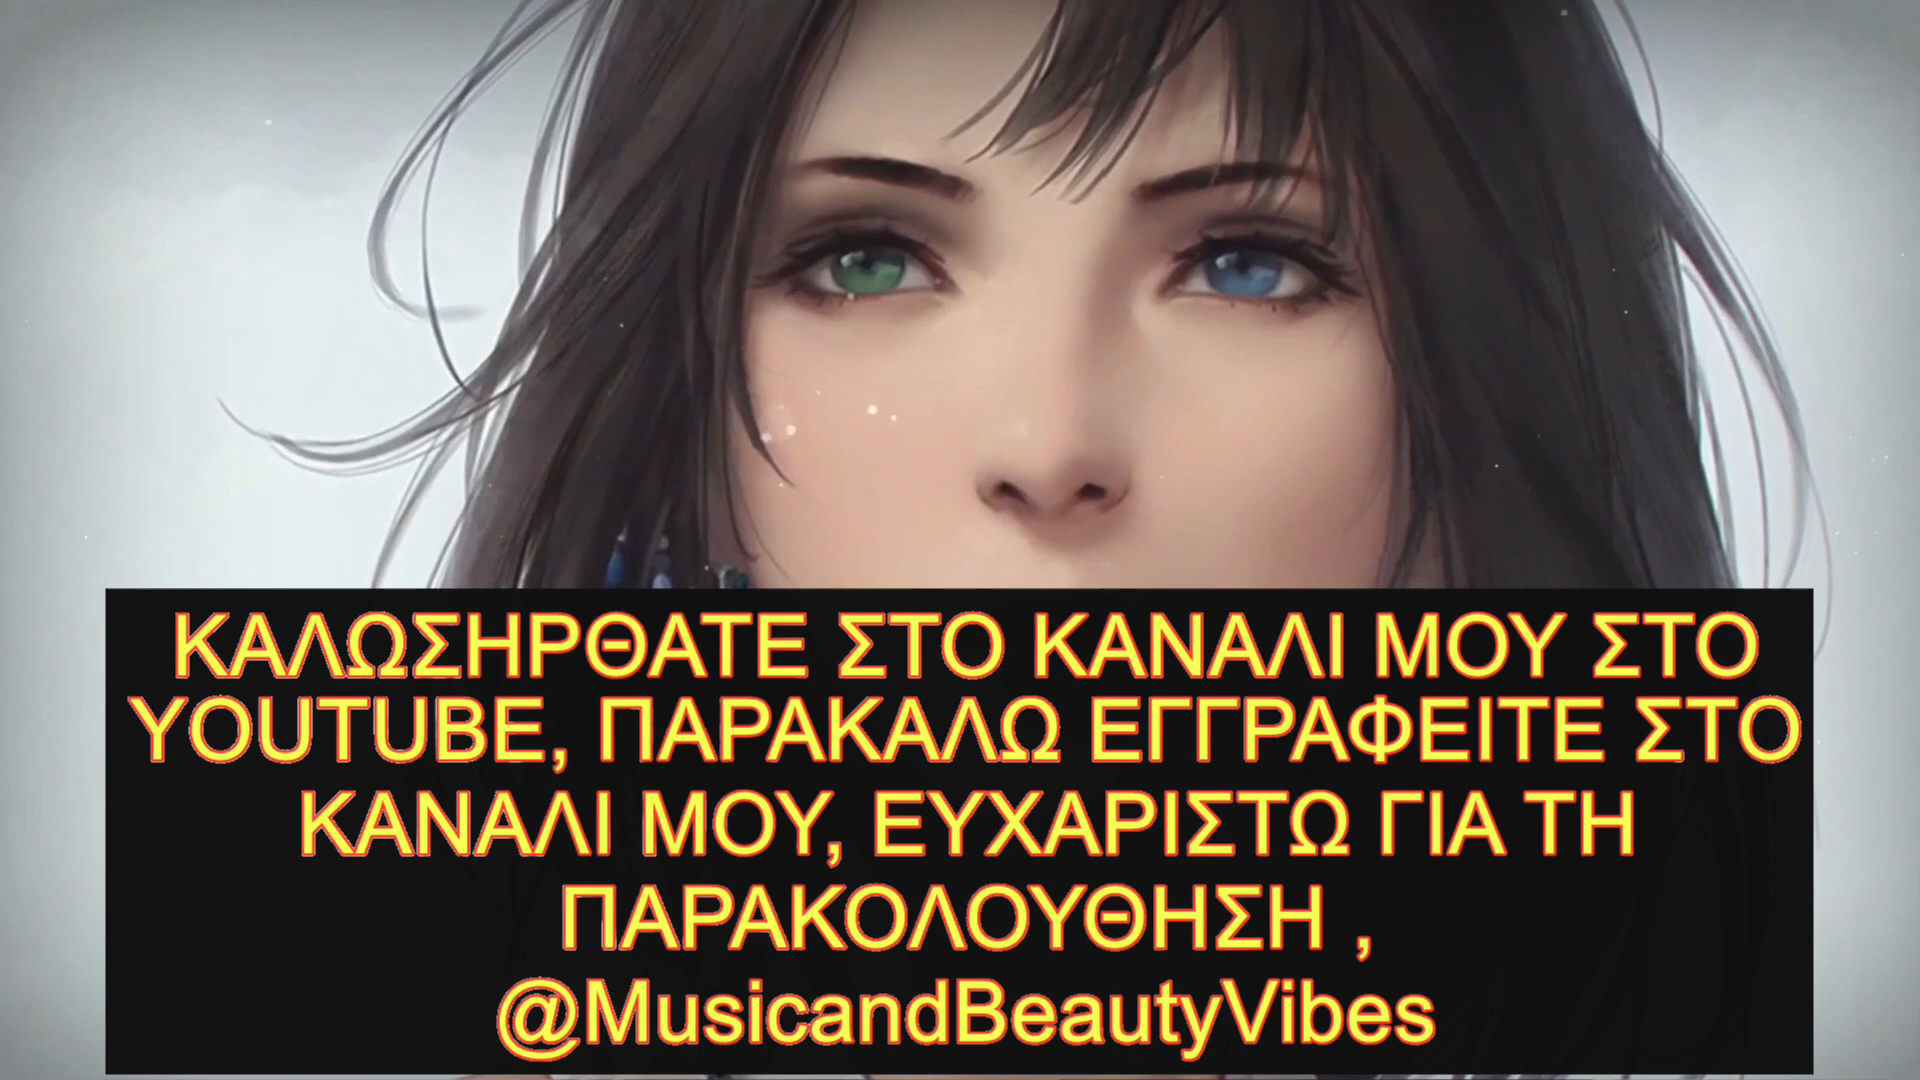 ΚΑΛΩΣΗΡΘΑΤΕ ΣΤΟ ΚΑΝΑΛΙ ΜΟΥ ΣΤΟ
YOUTUBE, ΠΑΡΑΚΑΛΩ ΕΓΓΡΑΦΕΙΤΕ ΣΤΟ
ΚΑΝΑΛΙ ΜΟΥ, ΕΥΧΑΡΙΣΤΩ ΓΙΑ ΤΗ
ΠΑΡΑΚΟΛΟΥΘΗΣΗ ,
@MusicandBeautyVibes